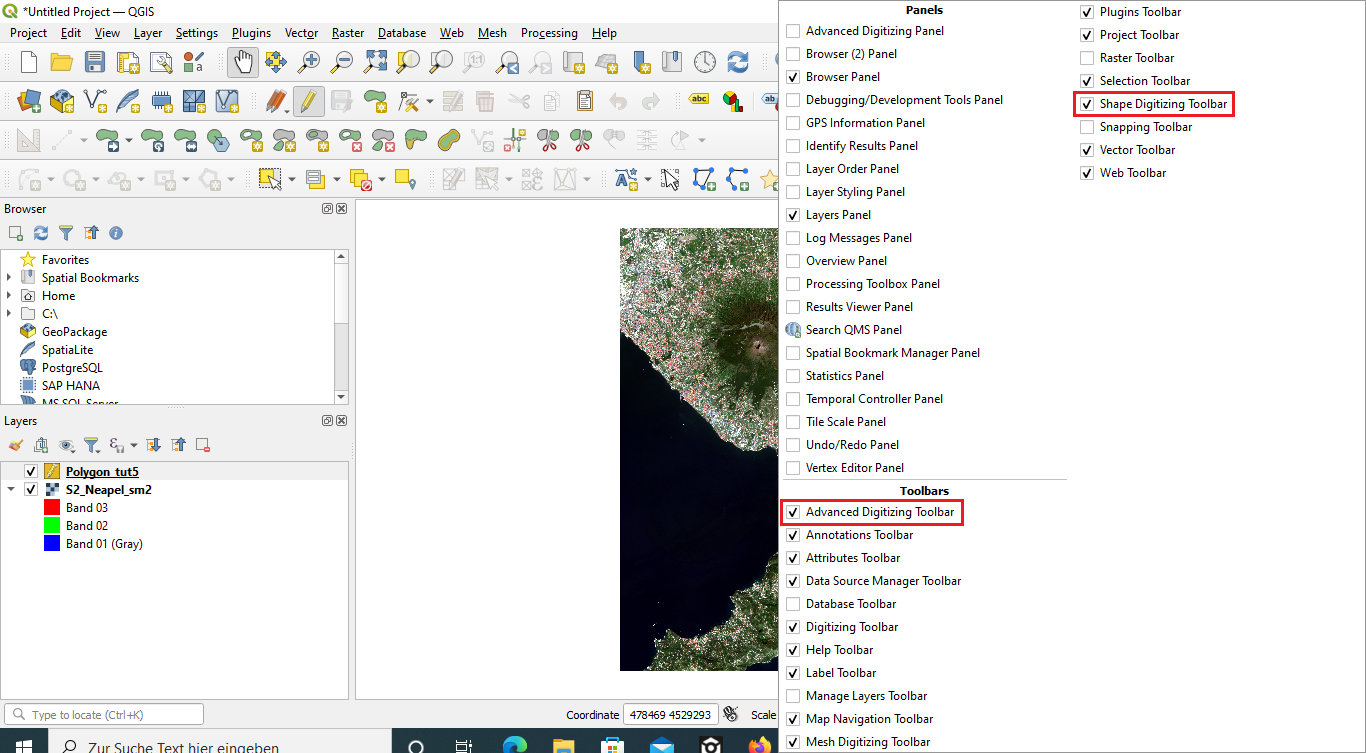 *Untitled Project — QGIS
Project Edit View Layer Settings Plugins Vector Raster Database Web Mesh Processing Help
abc
ab
Browser
Favorites
Spatial Bookmarks
Home
C:\
GeoPackage
SpatiaLite
PostgreSQL
SAP HANA
MS SQL Server
Layers
Polygon_tut5
S2_Neapel_sm2
Band 03
Band 02
Band 01 (Gray)
Type to locate (Ctrl+K)
Coordinate 478469 4529293 Scale
Zur Suche Text hier eingeben
Panels
Advanced Digitizing Panel
Browser (2) Panel
Browser Panel
Debugging/Development Tools Panel
GPS Information Panel
Identify Results Panel
Layer Order Panel
Layer Styling Panel
Layers Panel
Log Messages Panel
Overview Panel
Processing Toolbox Panel
Results Viewer Panel
Search QMS Panel
Spatial Bookmark Manager Panel
Statistics Panel
Temporal Controller Panel
Tile Scale Panel
Undo/Redo Panel
Vertex Editor Panel
Toolbars
Advanced Digitizing Toolbar
Annotations Toolbar
Attributes Toolbar
Data Source Manager Toolbar
Database Toolbar
Digitizing Toolbar
Help Toolbar
Label Toolbar
Manage Layers Toolbar
Map Navigation Toolbar
Mesh Digitizing Toolbar
Plugins Toolbar
Project Toolbar
Raster Toolbar
Selection Toolbar
Shape Digitizing Toolbar
Snapping Toolbar
Vector Toolbar
Web Toolbar